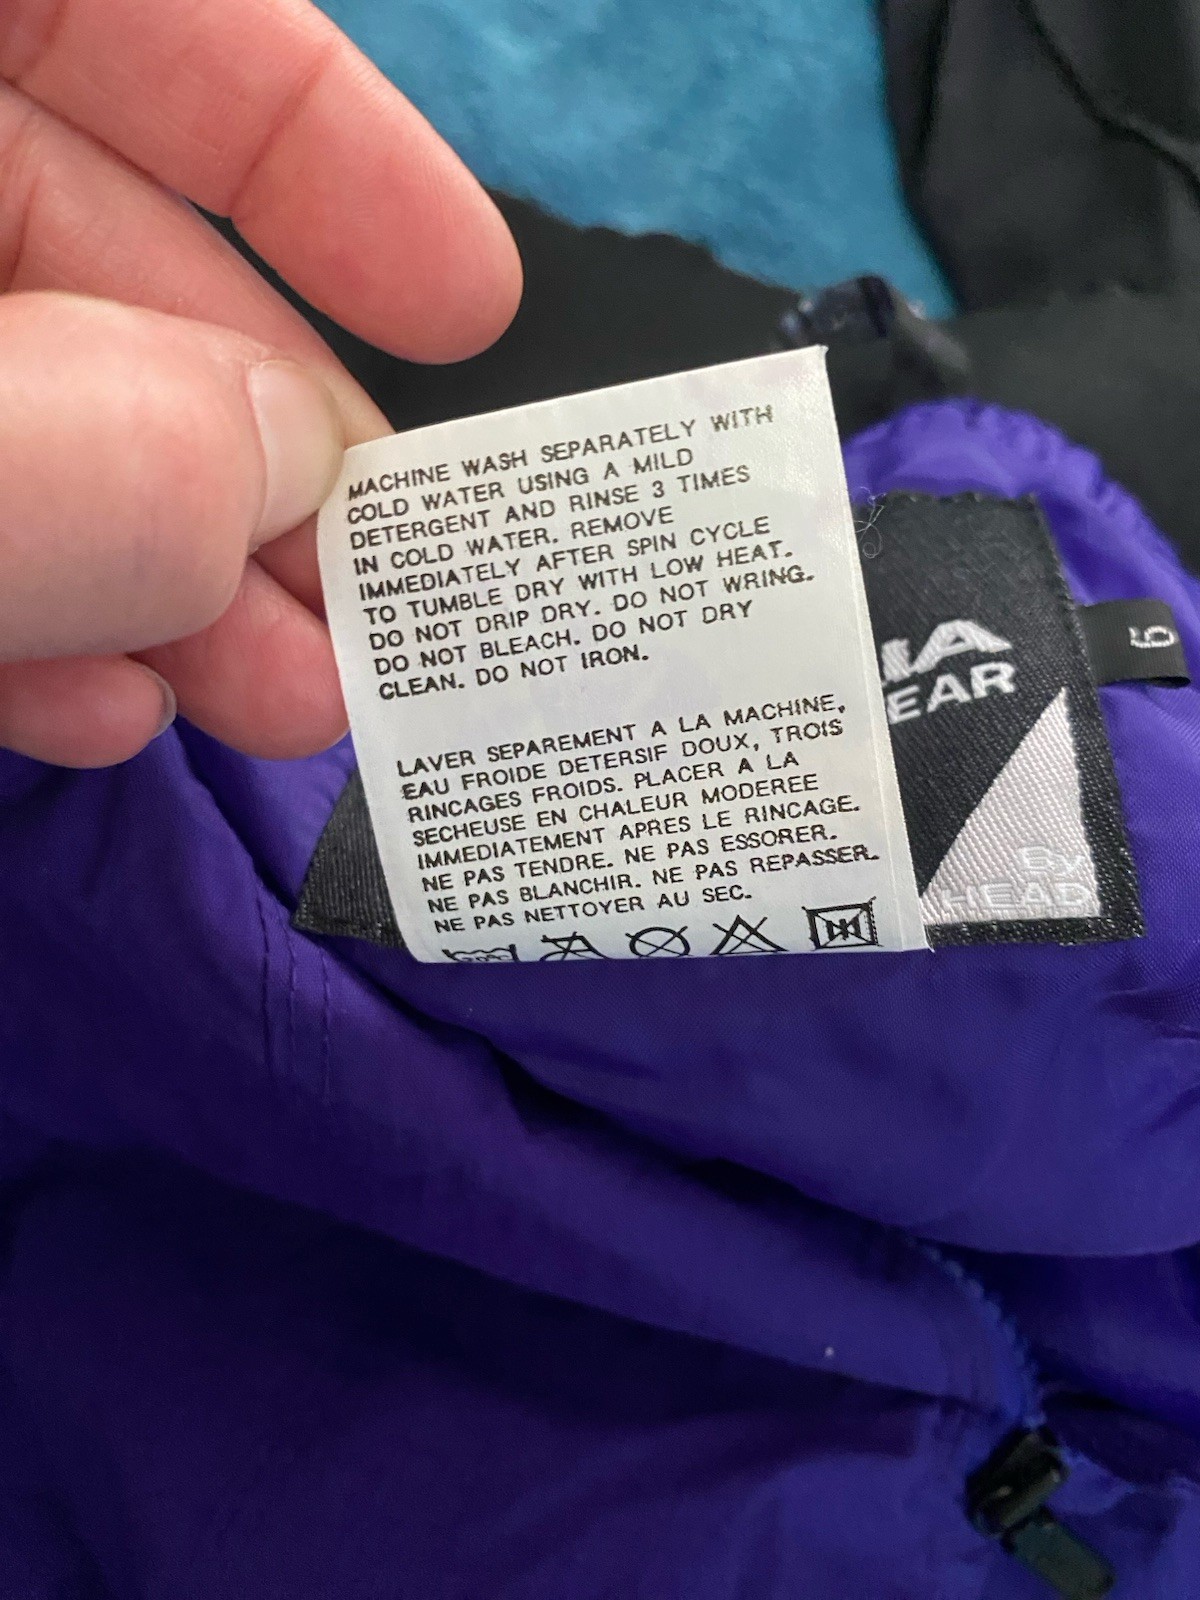 MACHINE WASH SEPARATELY WITH
COLD WATER USING A MILD
DETERGENT AND RINSE 3 TIMES
IN COLD WATER. REMOVE
IMMEDIATELY AFTER SPIN CYCLE
TO TUMBLE DRY WITH LOW HEAT.
DO NOT DRIP DRY. DO NOT WRING.
DO NOT BLEACH. DO NOT DRY
CLEAN. DO NOT IRON.
LAVER SEPAREMENT A LA MACHINE,
EAU FROIDE DETERSIF DOUX, TROIS
RINCAGES FROIDS. PLACER A LA
SECHEUSE EN CHALEUR MODEREE
IMMEDIATEMENT APRES LE RINCAGE.
NE PAS TENDRE. NE PAS ESSORER.
NE PAS BLANCHIR. NE PAS REPASSER.
NE PAS NETTOYER AU SEC.
EAR
By
HEAD